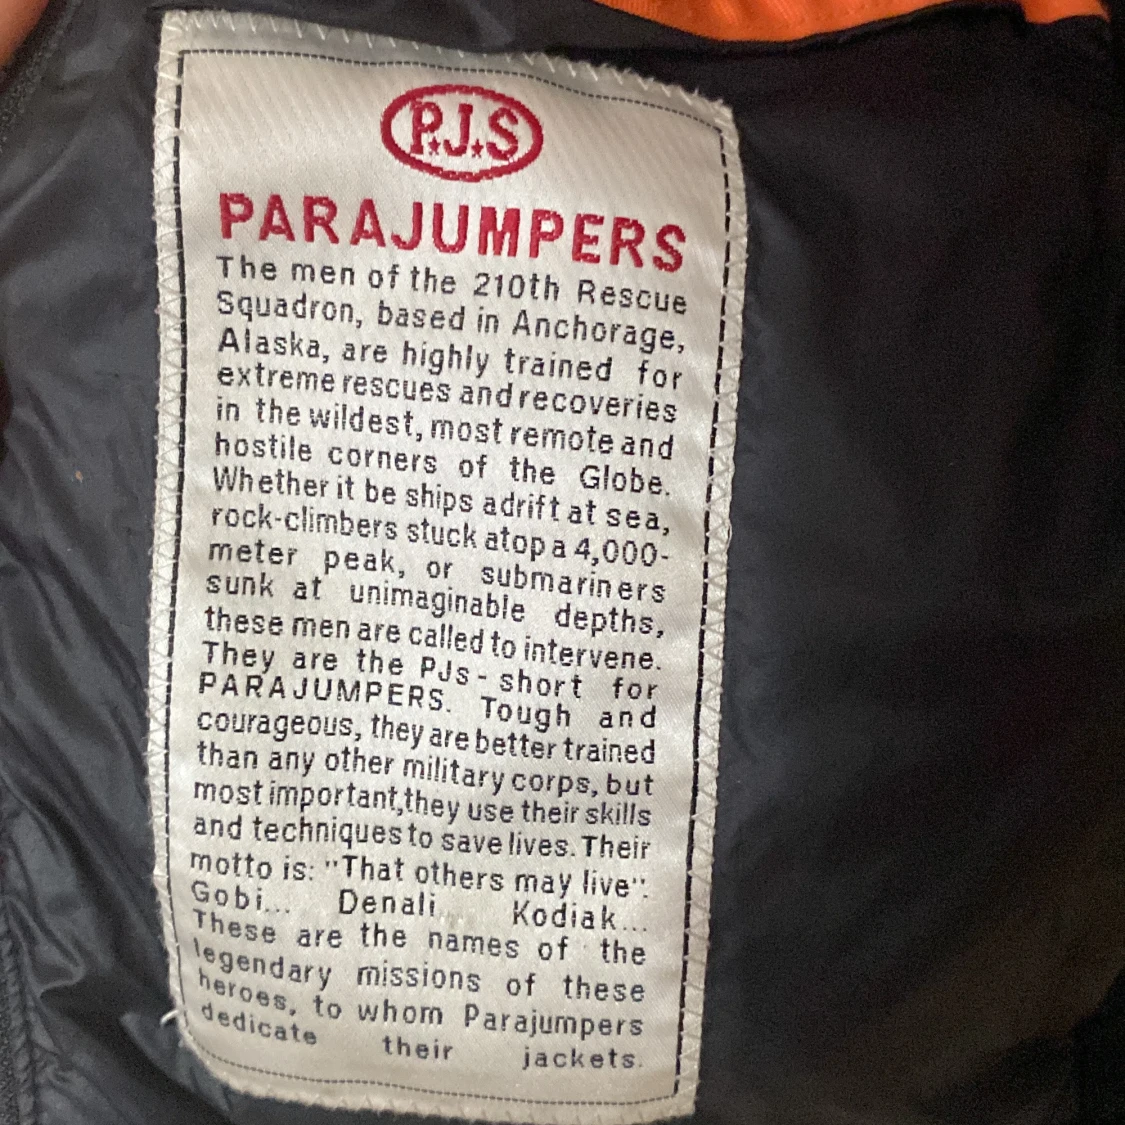 P.J.S
PARAJUMPERS
The men of the 210th Rescue
Squadron, based in Anchorage,
Alaska, are highly trained for
extreme rescues and recoveries
in the wildest, most remote and
hostile corners of the Globe.
Whether it be ships adrift at sea,
rock-climbers stuck atop a 4,000-
meter peak, or submariners
sunk at unimaginable depths,
these men are called to intervene.
They are the PJs - short for
PARAJUMPERS. Tough and
courageous, they are better trained
than any other military corps, but
most important,they use their skills
and techniques to save lives. Their
motto is: "That others may live".
Gobi... Denali... Kodiak...
These are the names of the
legendary missions of these
heroes, to whom Parajumpers
dedicate their jackets.